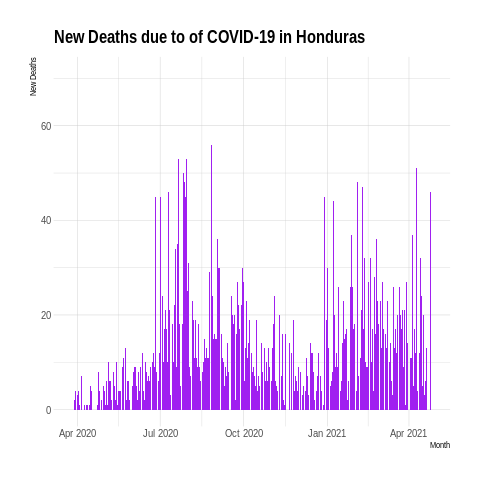 New Deaths due to of COVID-19 in Honduras
New Deaths
60
40
20
0
Apr 2020 Jul 2020 Oct 2020 Jan 2021 Apr 2021
Month